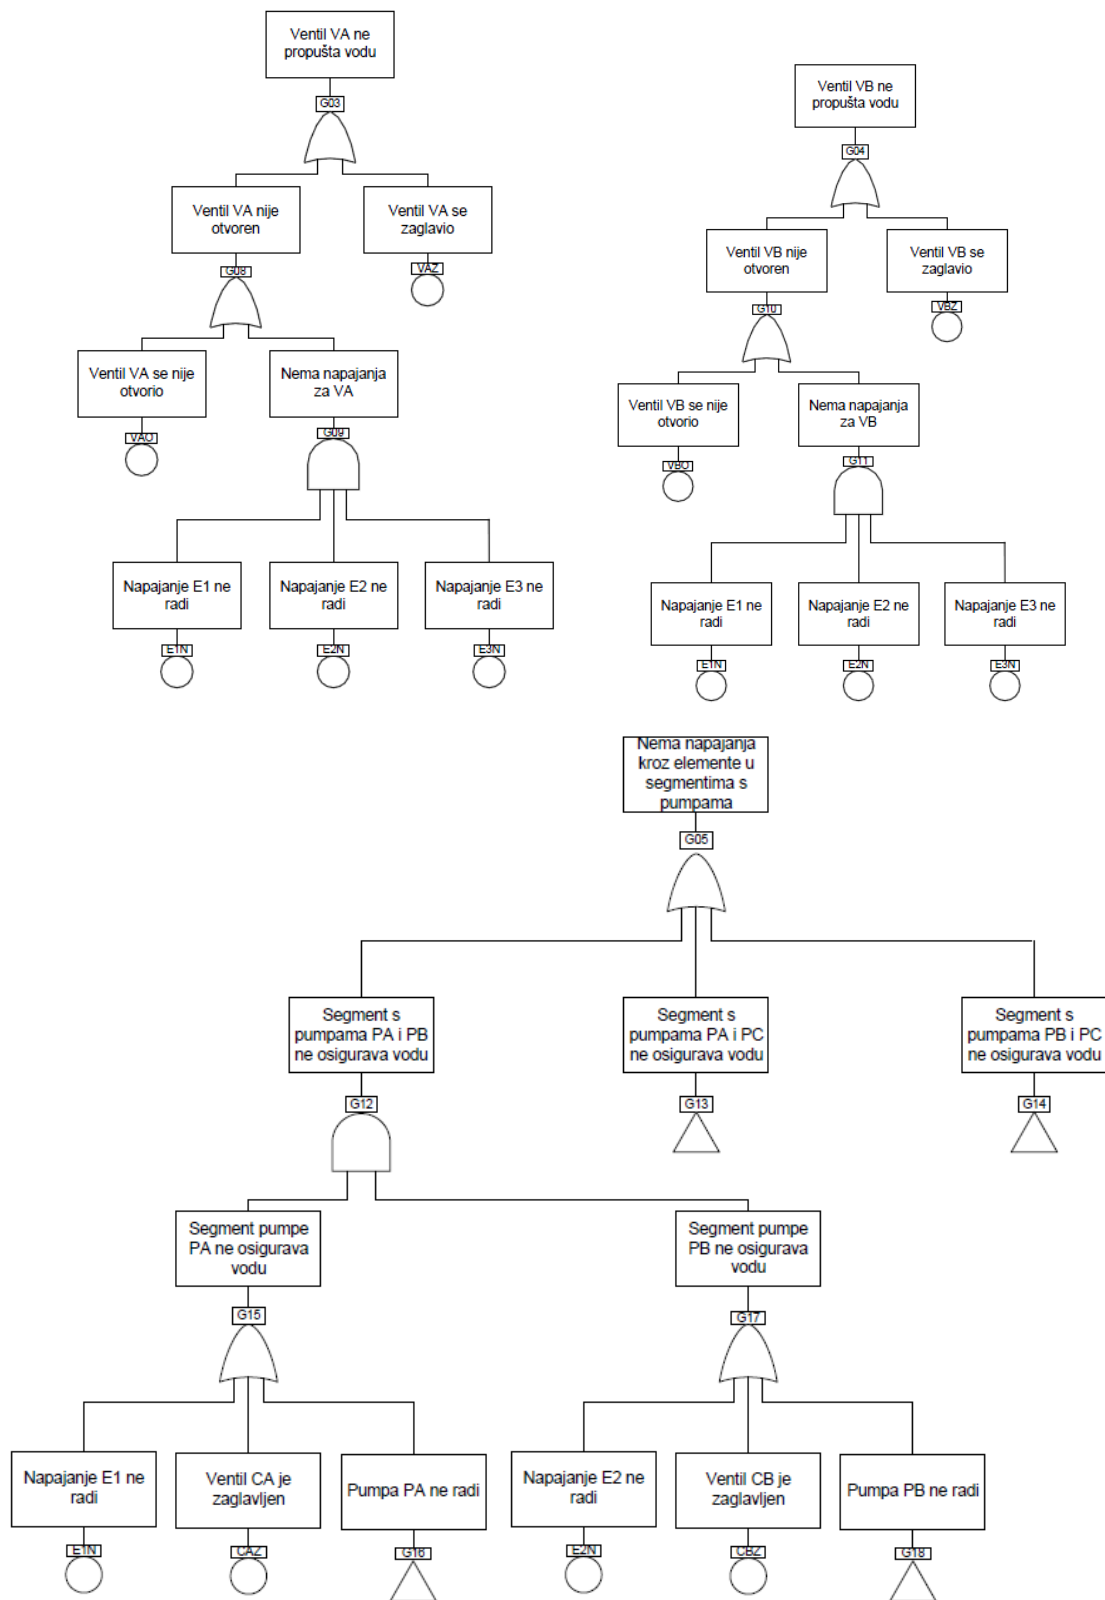 Ventil VA ne
propušta vodu
G03
Ventil VA nije
otvoren
Ventil VA se
zaglavio
G08
VAZ
Ventil VA se nije
otvorio
Nema napajanja
za VA
VAO
G09
Napajanje E1 ne
radi
Napajanje E2 ne
radi
Napajanje E3 ne
radi
E1N
E2N
E3N
Ventil VB ne
propušta vodu
G04
Ventil VB nije
otvoren
Ventil VB se
zaglavio
G10
VBZ
Ventil VB se nije
otvorio
Nema napajanja
za VB
VBO
G11
Napajanje E1 ne
radi
Napajanje E2 ne
radi
Napajanje E3 ne
radi
E1N
E2N
E3N
Nema napajanja
kroz elemente u
segmentima s
pumpama
G05
Segment s
pumpama PA i PB
ne osigurava vodu
Segment s
pumpama PA i PC
ne osigurava vodu
Segment s
pumpama PB i PC
ne osigurava vodu
G12
G13
G14
Segment pumpe
PA ne osigurava
vodu
Segment pumpe
PB ne osigurava
vodu
G15
G17
Napajanje E1 ne
radi
Ventil CA je
zaglavljen
Pumpa PA ne radi
Napajanje E2 ne
radi
Ventil CB je
zaglavljen
Pumpa PB ne radi
E1N
CAZ
G16
E2N
CBZ
G18